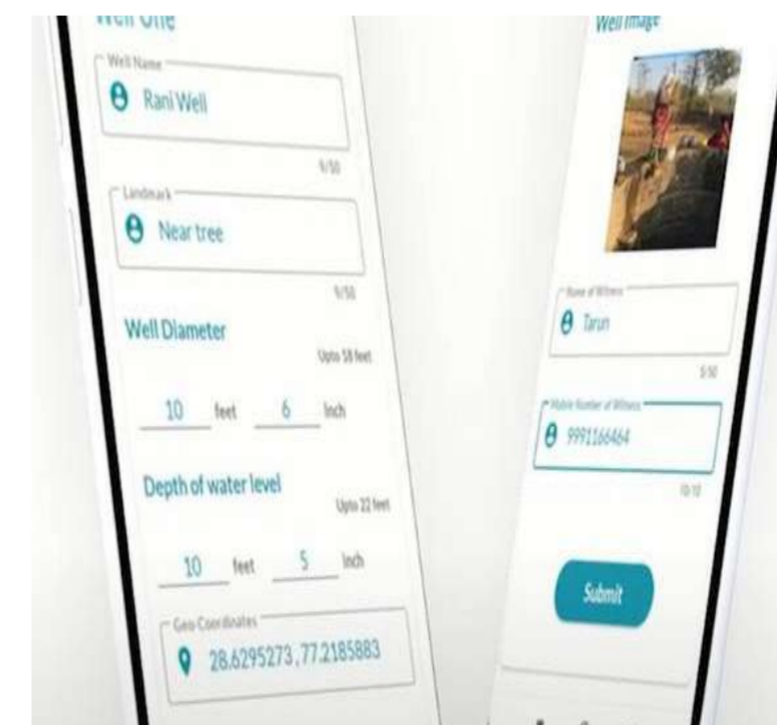 Well One
Well Name
Rani Well
9/50
Landmark
Near tree
9/50
Well Diameter
Upto 18 feet
10 feet 6 Inch
Depth of water level
Upto 22 feet
10 feet 5 Inch
Geo Coordinates
28.6295273,77.2185883
Well Image
Name of Witness
Tarun
5/50
Mobile Number of Witness
9991166464
10/10
Submit